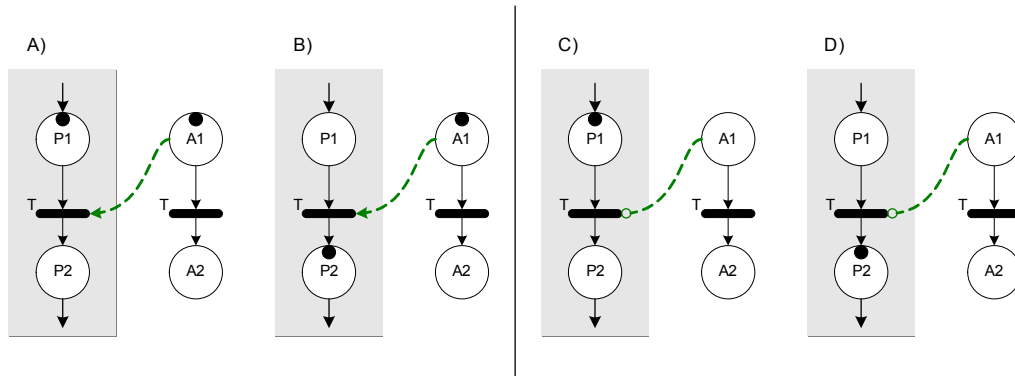 A) B) C) D)
P1 A1 P1 A1 P1 A1 P1 A1
T T T T T T T T
P2 A2 P2 A2 P2 A2 P2 A2